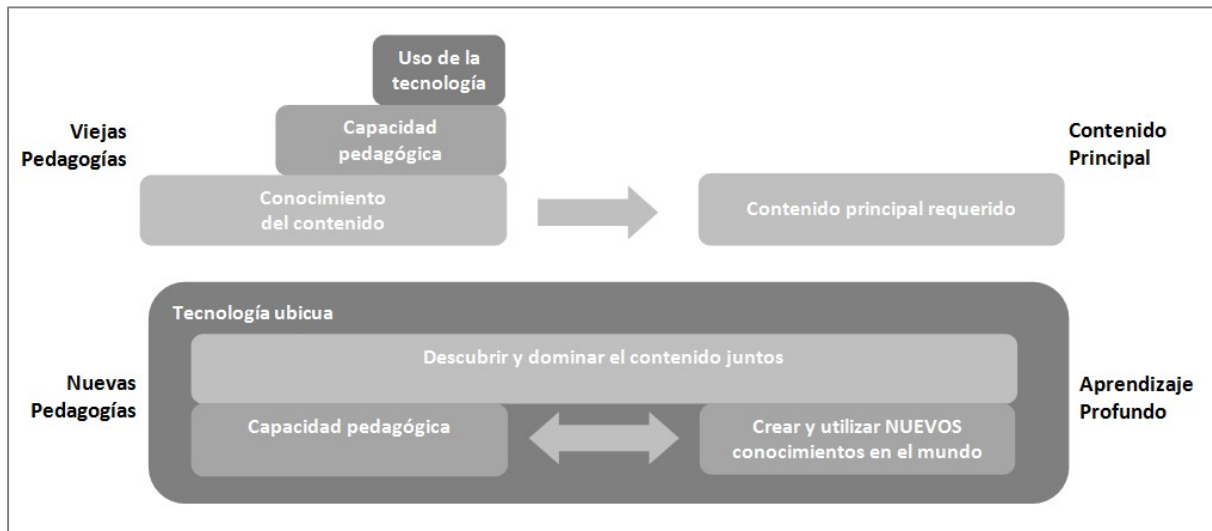 Uso de la
tecnología
Viejas
Pedagogías
Capacidad
pedagógica
Contenido
Principal
Conocimiento
del contenido
Contenido principal requerido
Tecnología ubicua
Descubrir y dominar el contenido juntos
Nuevas
Pedagogías
Capacidad pedagógica
Crear y utilizar NUEVOS
conocimientos en el mundo
Aprendizaje
Profundo